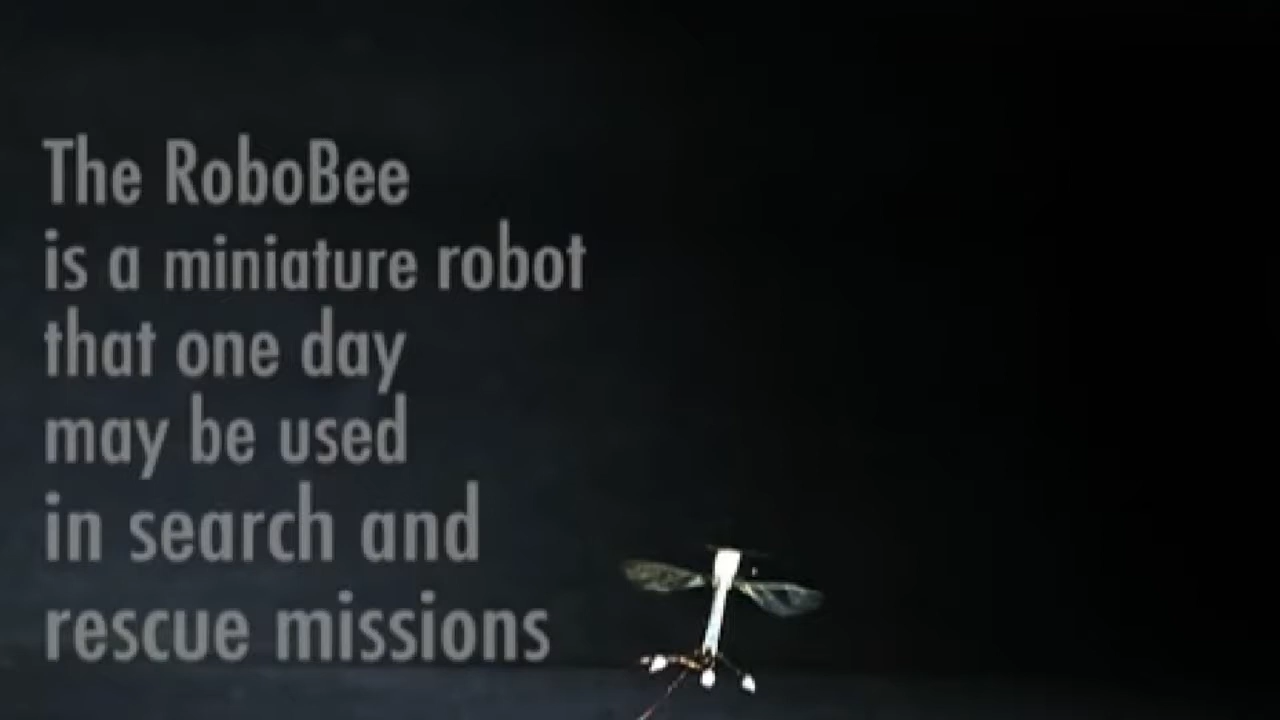 The RoboBee
is a miniature robot
that one day
may be used
in search and
rescue missions